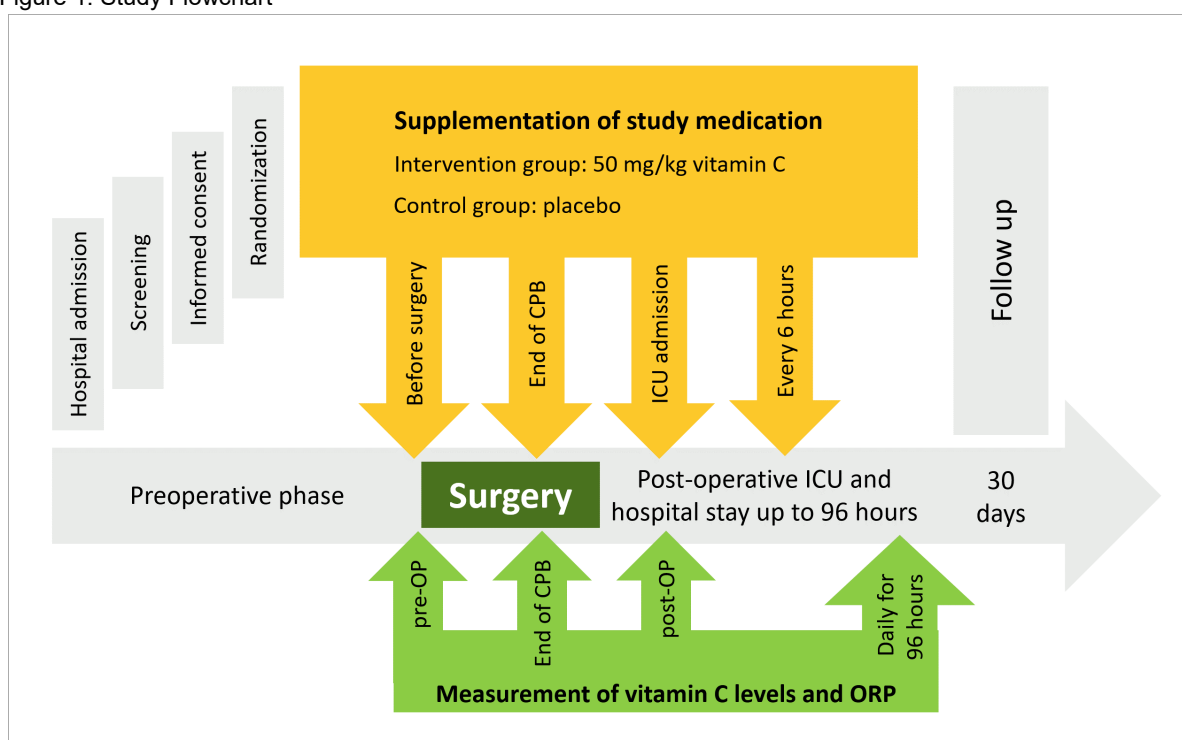 Figure 1: Study Flowchart
Hospital admission
Screening
Informed consent
Randomization
Supplementation of study medication
Intervention group: 50 mg/kg vitamin C
Control group: placebo
Before surgery
End of CPB
ICU admission
Every 6 hours
Follow up
Preoperative phase
Surgery
Post-operative ICU and
hospital stay up to 96 hours
30
days
pre-OP
End of CPB
post-OP
Daily for
96 hours
Measurement of vitamin C levels and ORP